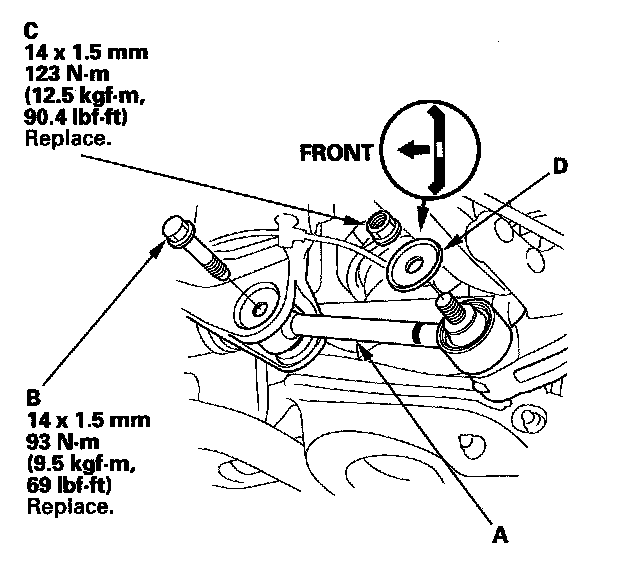 C
14 x 1.5 mm
123 N·m
(12.5 kgf·m,
90.4 lbf·ft)
Replace.
FRONT
D
B
14 x 1.5 mm
93 N·m
(9.5 kgf·m,
69 lbf·ft)
Replace.
A